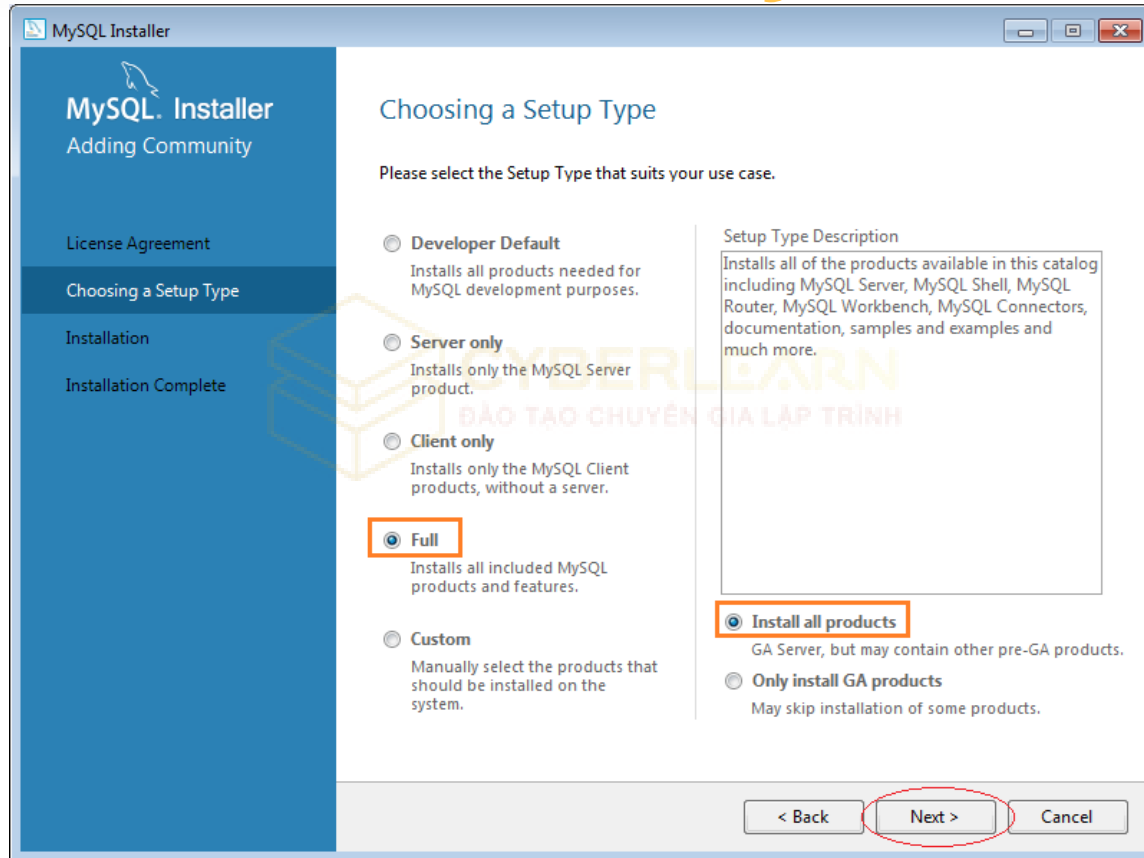 MySQL Installer
MySQL. Installer
Adding Community
License Agreement
Choosing a Setup Type
Installation
Installation Complete
Choosing a Setup Type
Please select the Setup Type that suits your use case.
Developer Default
Installs all products needed for
MySQL development purposes.
Server only
Installs only the MySQL Server
product.
Client only
Installs only the MySQL Client
products, without a server.
Full
Installs all included MySQL
products and features.
Custom
Manually select the products that
should be installed on the
system.
Setup Type Description
Installs all of the products available in this catalog
including MySQL Server, MySQL Shell, MySQL
Router, MySQL Workbench, MySQL Connectors,
documentation, samples and examples and
much more.
Install all products
GA Server, but may contain other pre-GA products.
Only install GA products
May skip installation of some products.
CYBERLEARN
ĐÀO TẠO CHUYÊN GIA LẬP TRÌNH
< Back
Next >
Cancel